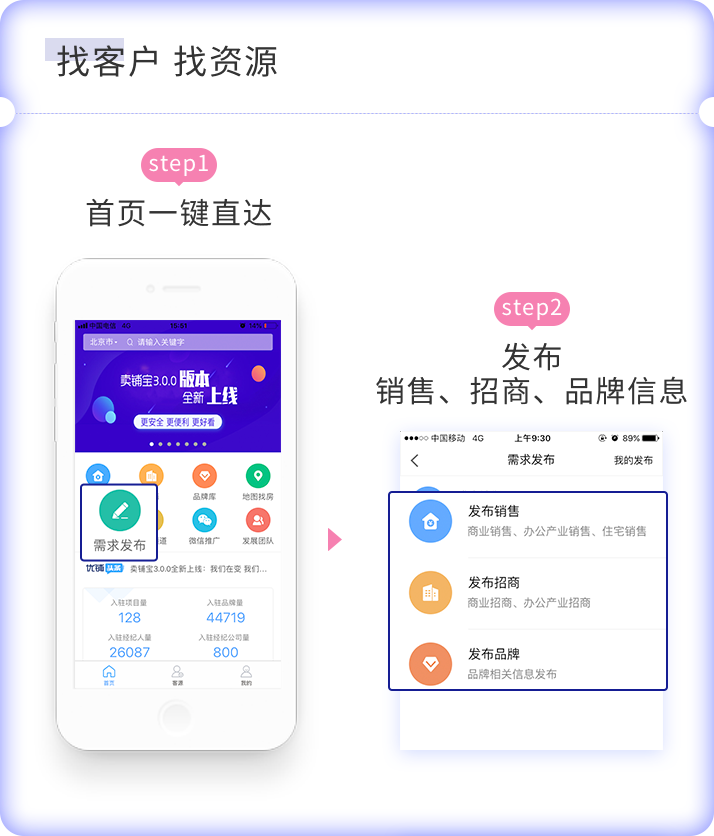 找客户 找资源
step1
首页一键直达
中国电信 4G 15:51 14%
北京市 请输入关键字
卖铺宝3.0.0 版本
全新 上线
更安全 更便利 更好看
品牌库 地图找房
需求发布 道 微信推广 发展团队
优铺 头条 卖铺宝3.0.0全新上线：我们在变 我们...
入驻项目量 入驻品牌量
128 44719
入驻经纪人量 入驻经纪公司量
26087 800
首页 客源 我的
step2
发布
销售、招商、品牌信息
中国移动 4G 上午9:30 89%
需求发布 我的发布
发布销售
商业销售、办公产业销售、住宅销售
发布招商
商业招商、办公产业招商
发布品牌
品牌相关信息发布